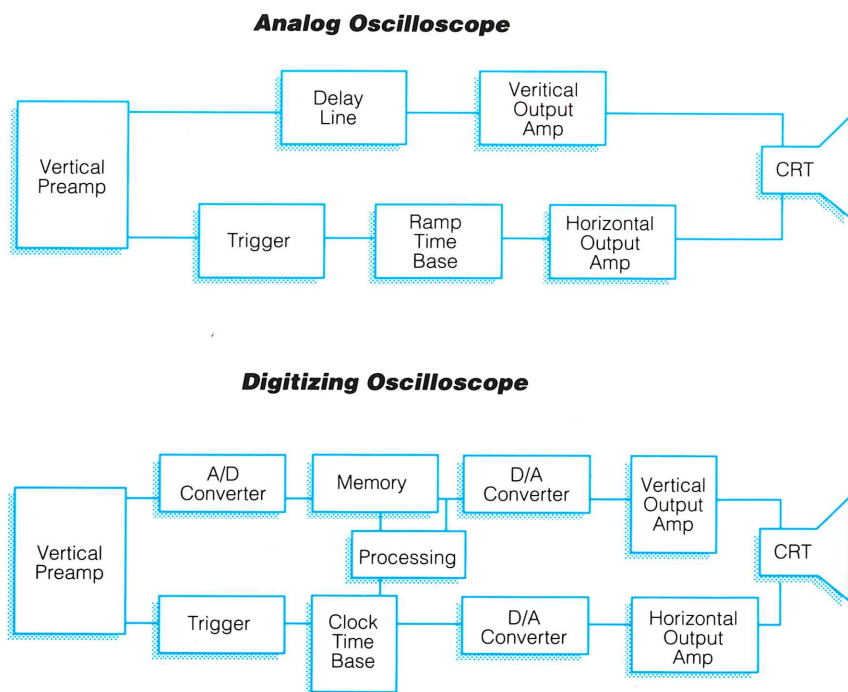 Analog Oscilloscope
Delay
Line
Veritical
Output
Amp
Vertical
Preamp
CRT
Trigger
Ramp
Time
Base
Horizontal
Output
Amp
Digitizing Oscilloscope
A/D
Converter
Memory
D/A
Converter
Vertical
Output
Amp
Vertical
Preamp
Processing
CRT
Trigger
Clock
Time
Base
D/A
Converter
Horizontal
Output
Amp